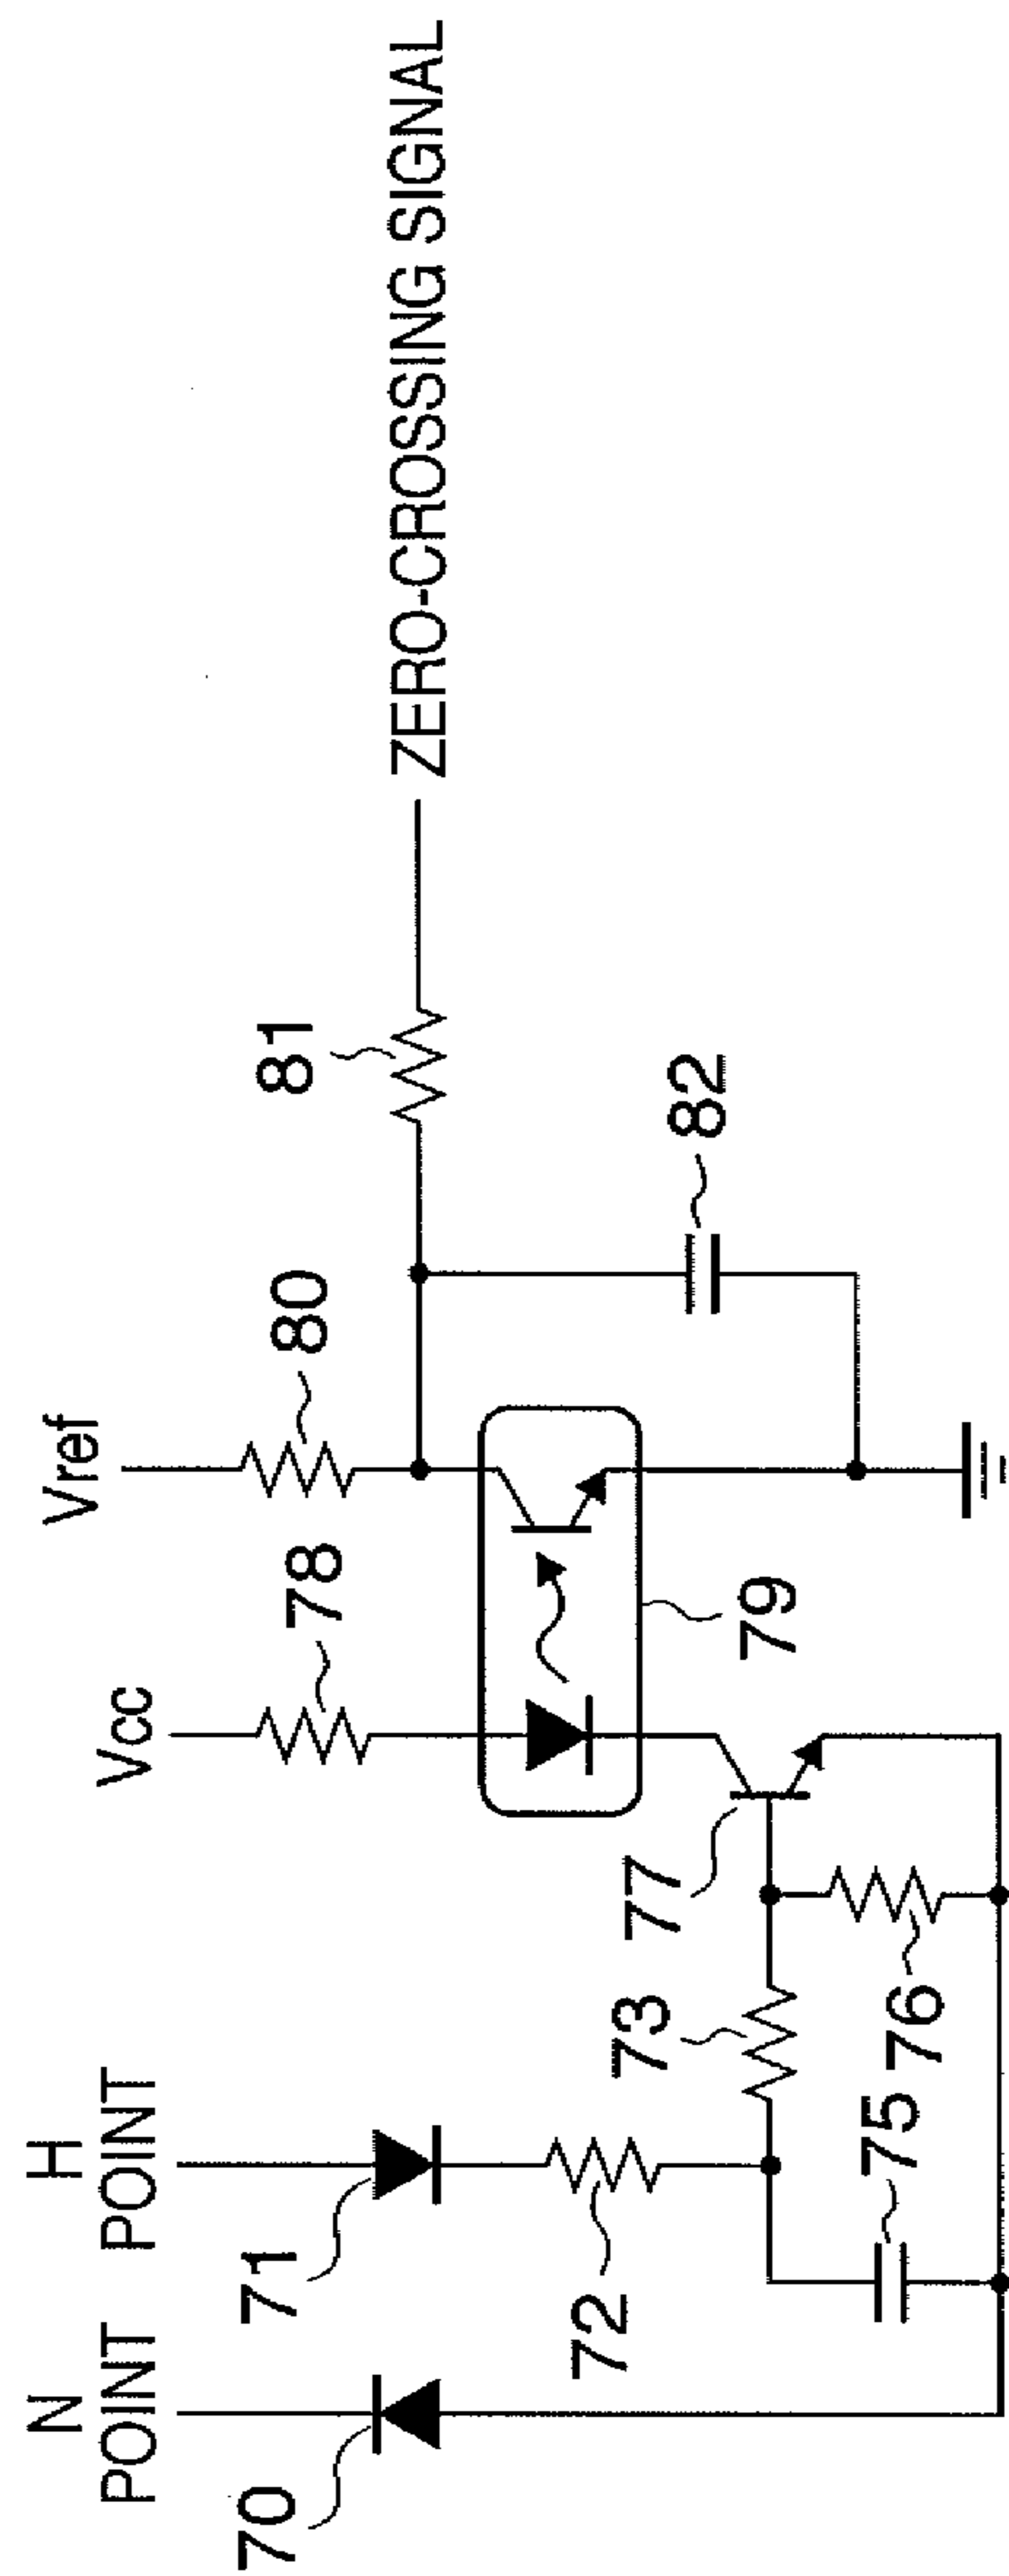 N
POINT
H
POINT
Vcc
Vref
70
71
72
73
75
76
77
78
79
80
81
82
ZERO-CROSSING SIGNAL